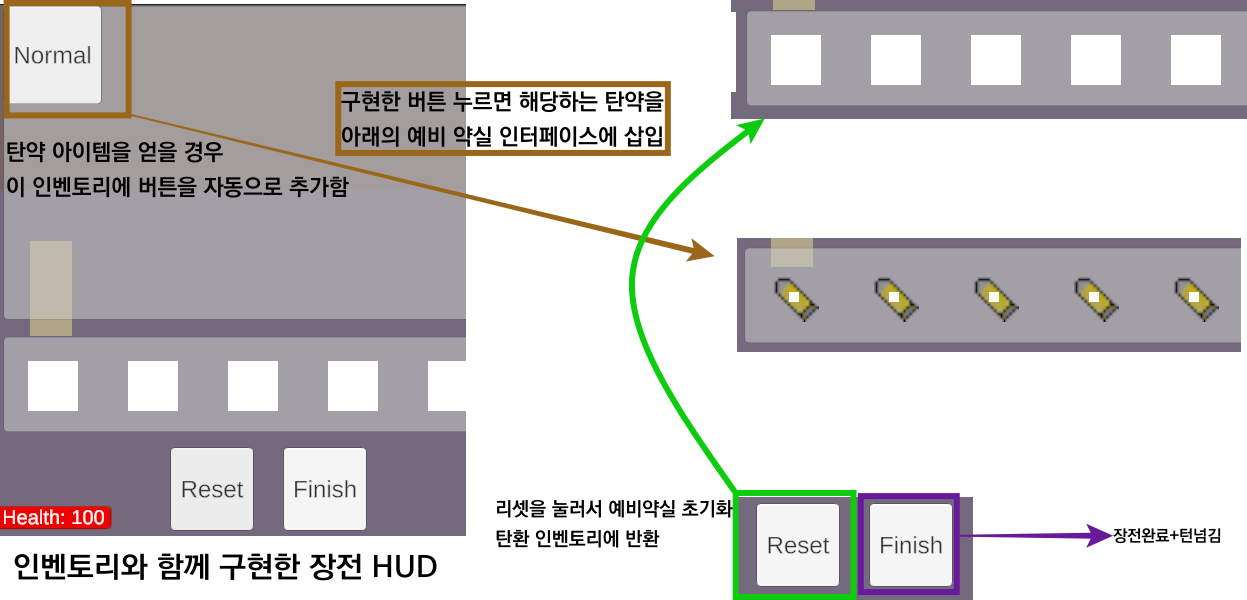 Normal
탄약 아이템을 얻을 경우
이 인벤토리에 버튼을 자동으로 추가함
구현한 버튼 누르면 해당하는 탄약을
아래의 예비 약실 인터페이스에 삽입
Reset
Finish
Health: 100
인벤토리와 함께 구현한 장전 HUD
리셋을 눌러서 예비약실 초기화
탄환 인벤토리에 반환
Reset
Finish
장전완료+턴넘김